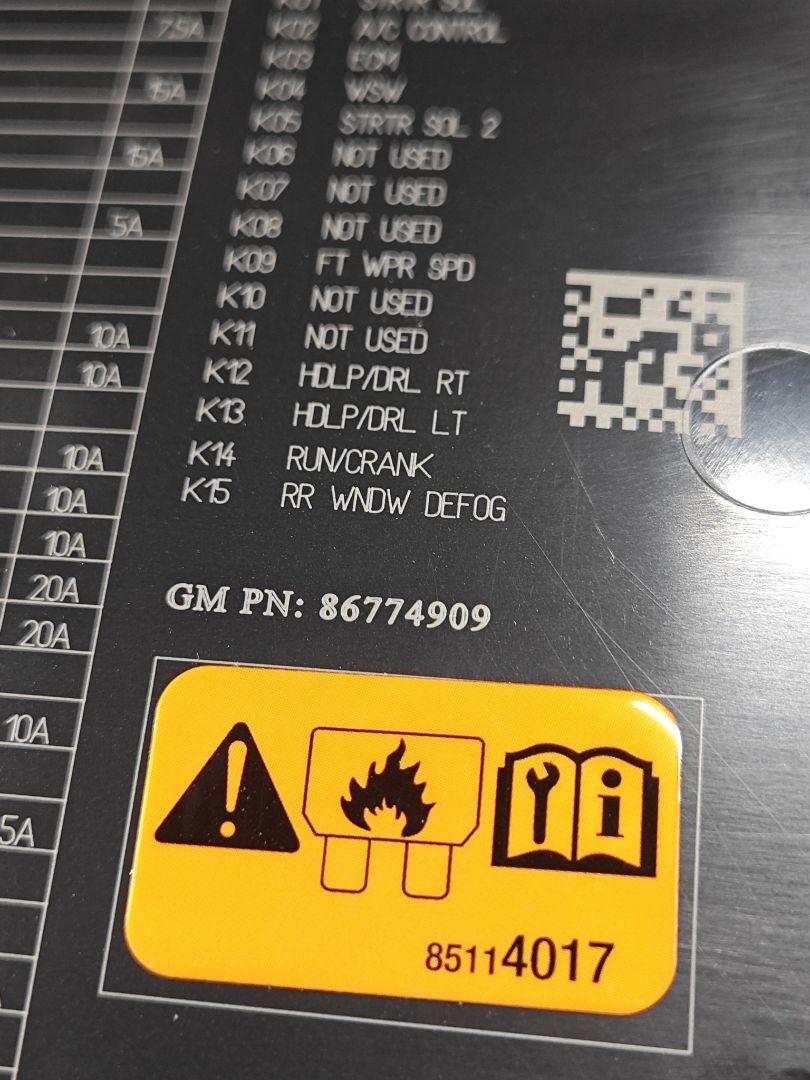 K01 STRTR SOL
7.5A K02 A/C CONTROL
K03 ECM
15A K04 WSW
K05 STRTR SOL 2
15A K06 NOT USED
K07 NOT USED
5A K08 NOT USED
K09 FT WPR SPD
K10 NOT USED
10A K11 NOT USED
10A K12 HDLP/DRL RT
K13 HDLP/DRL LT
10A K14 RUN/CRANK
10A K15 RR WNDW DEFOG
10A
20A
20A
GM PN: 86774909
10A
5A
85114017